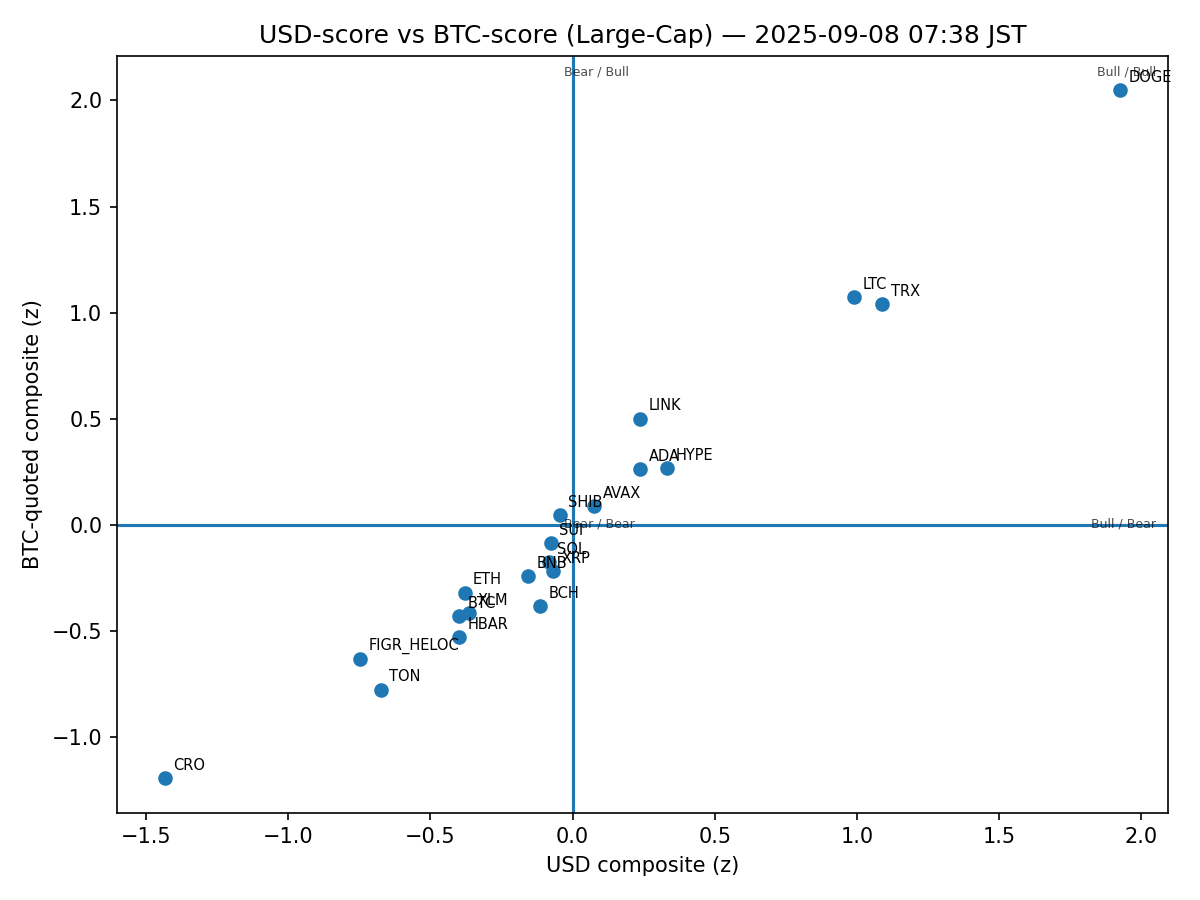 USD-score vs BTC-score (Large-Cap) — 2025-09-08 07:38 JST
Bear / Bull
Bull / Bull
DOGE
2.0
1.5
LTC
TRX
1.0
LINK
0.5
ADA
HYPE
AVAX
SHIB
0.0
Bear / Bear
Bull / Bear
SUI
SOL
XRP
BNB
ETH
BCH
XLM
BTC
−0.5
HBAR
FIGR_HELOC
TON
−1.0
CRO
−1.5
−1.0
−0.5
0.0
0.5
1.0
1.5
2.0
USD composite (z)
BTC-quoted composite (z)